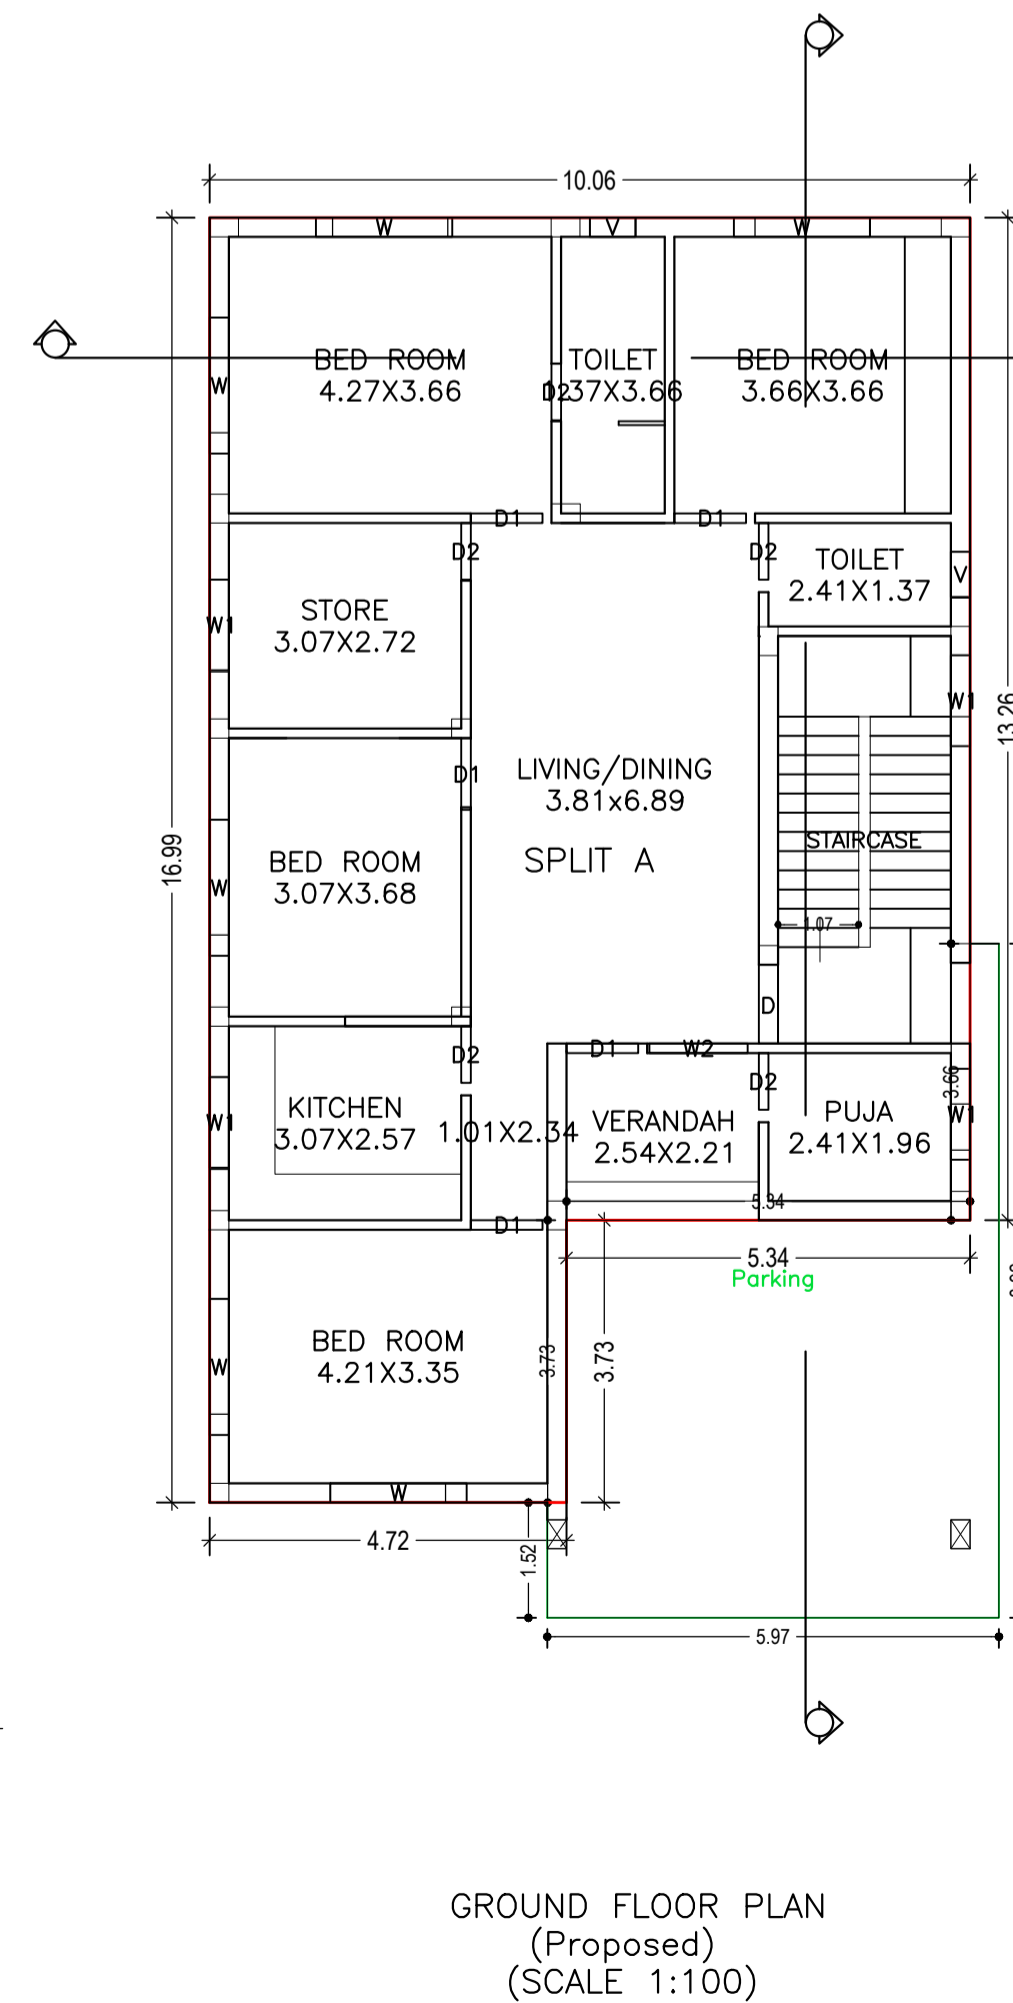 10.06
W
V
W
BED ROOM
4.27X3.66
TOILET
1.37X3.66
BED ROOM
3.66X3.66
W
D2
D1
D1
D2
D2
TOILET
2.41X1.37
V
STORE
3.07X2.72
W1
W1
13.26
LIVING/DINING
3.81x6.89
D1
SPLIT A
STAIRCASE
16.99
BED ROOM
3.07X3.68
W
1.07
D
D1
W2
D2
D2
3.66
KITCHEN
3.07X2.57
W1
1.01X2.34
VERANDAH
2.54X2.21
PUJA
2.41X1.96
W1
5.34
D1
5.34
Parking
BED ROOM
4.21X3.35
W
3.73
3.73
W
4.72
1.52
5.97
GROUND FLOOR PLAN
(Proposed)
(SCALE 1:100)